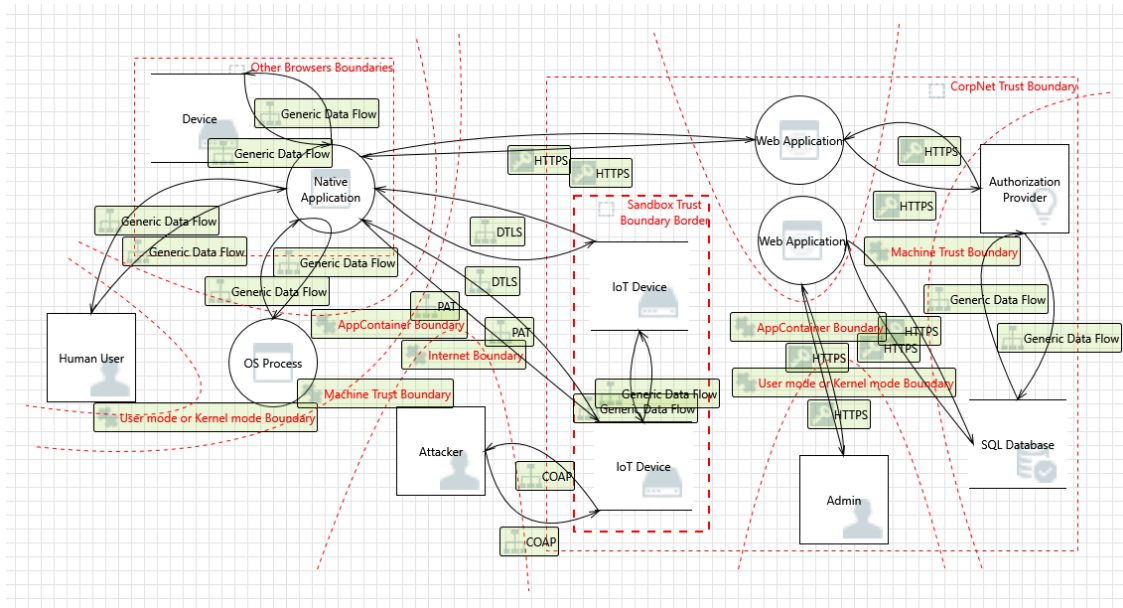 Other Browsers Boundaries
CorpNet Trust Boundary
Device
Generic Data Flow
Generic Data Flow
Web Application
HTTPS
HTTPS
HTTPS
Native
Application
Authorization
Provider
HTTPS
Sandbox Trust
Boundary Border
Generic Data Flow
DTLS
Web Application
Generic Data Flow
Machine Trust Boundary
Generic Data Flow
DTLS
Generic Data Flow
IoT Device
Generic Data Flow
PAT
AppContainer Boundary
PAT
AppContainer Boundary
HTTPS
Generic Data Flow
HTTPS
Human User
Internet Boundary
HTTPS
OS Process
User mode or Kernel mode Boundary
Machine Trust Boundary
Generic Data Flow
Generic Data Flow
User mode or Kernel mode Boundary
HTTPS
SQL Database
Attacker
IoT Device
COAP
Admin
COAP